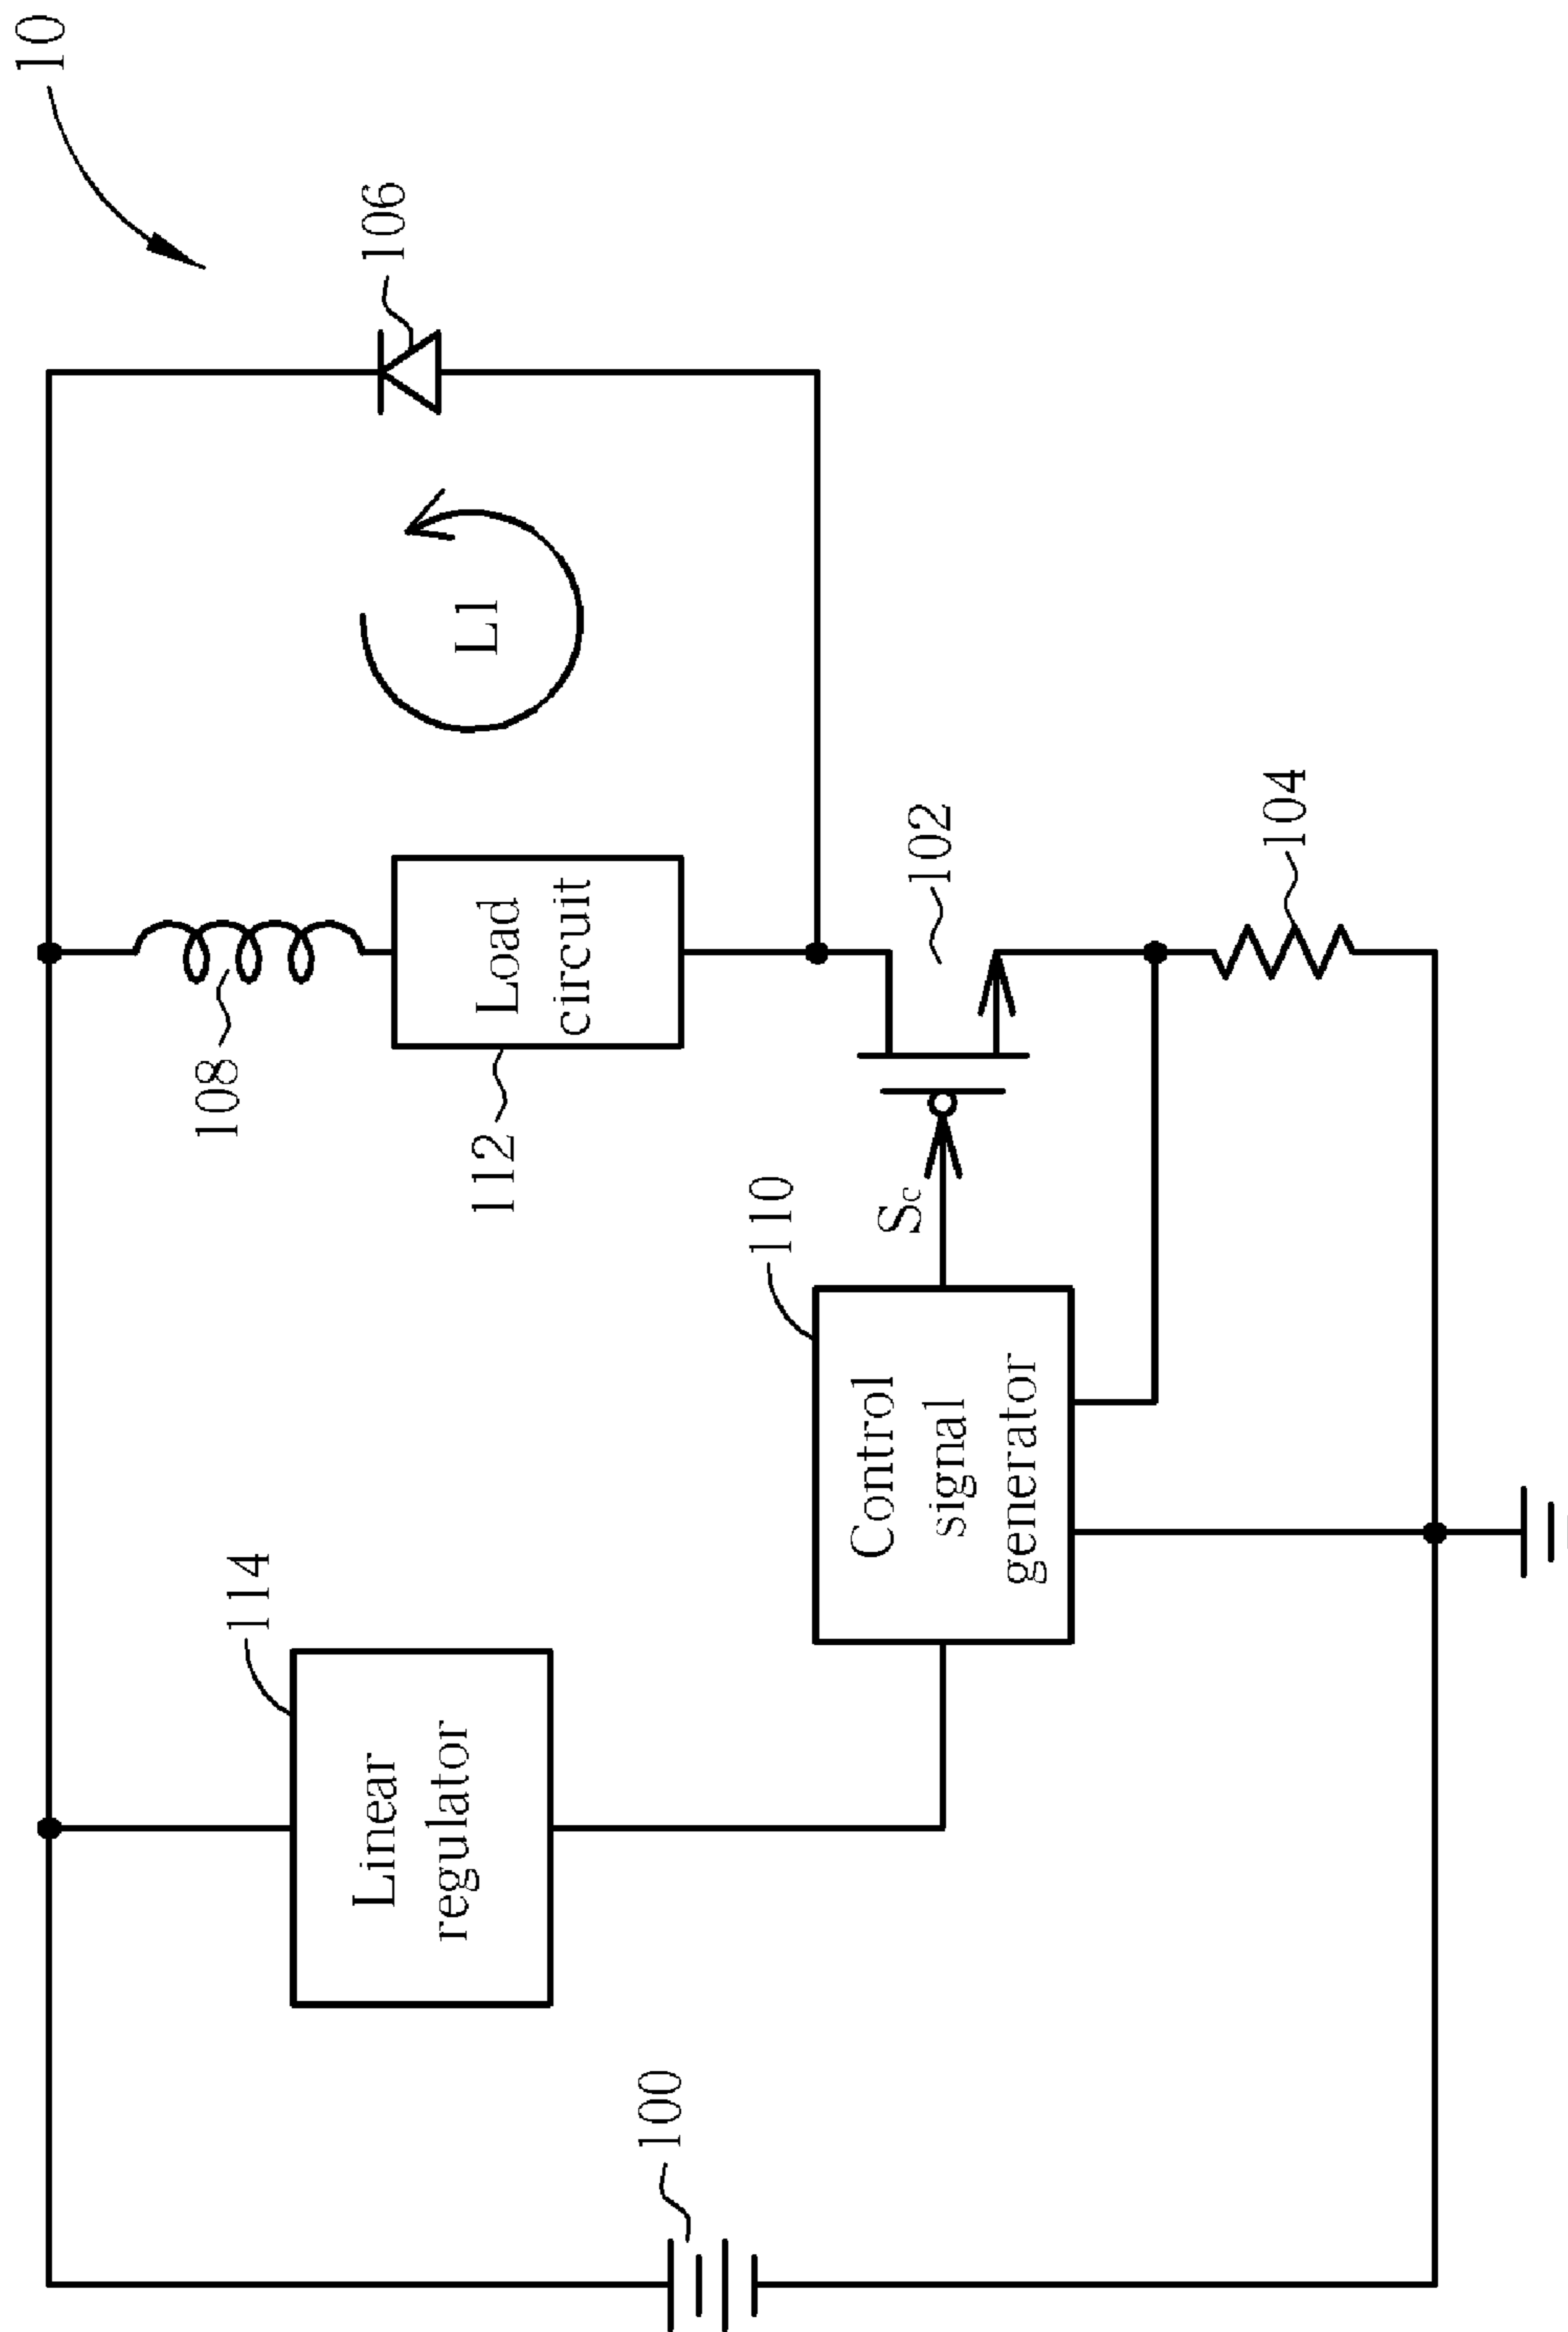 10
106
L1
108
Load
circuit
112
102
104
110
Sc
Control
signal
generator
114
Linear
regulator
100